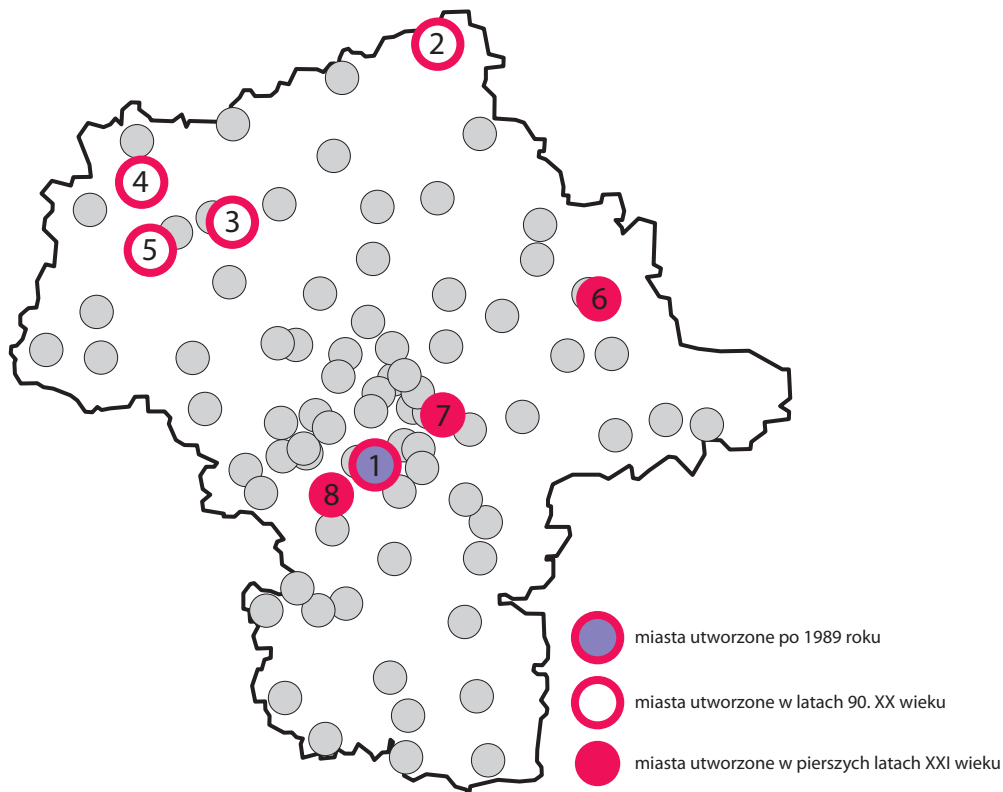 2
4
3
5
6
7
1
8
miasta utworzone po 1989 roku
miasta utworzone w latach 90. XX wieku
miasta utworzone w pierszych latach XXI wieku